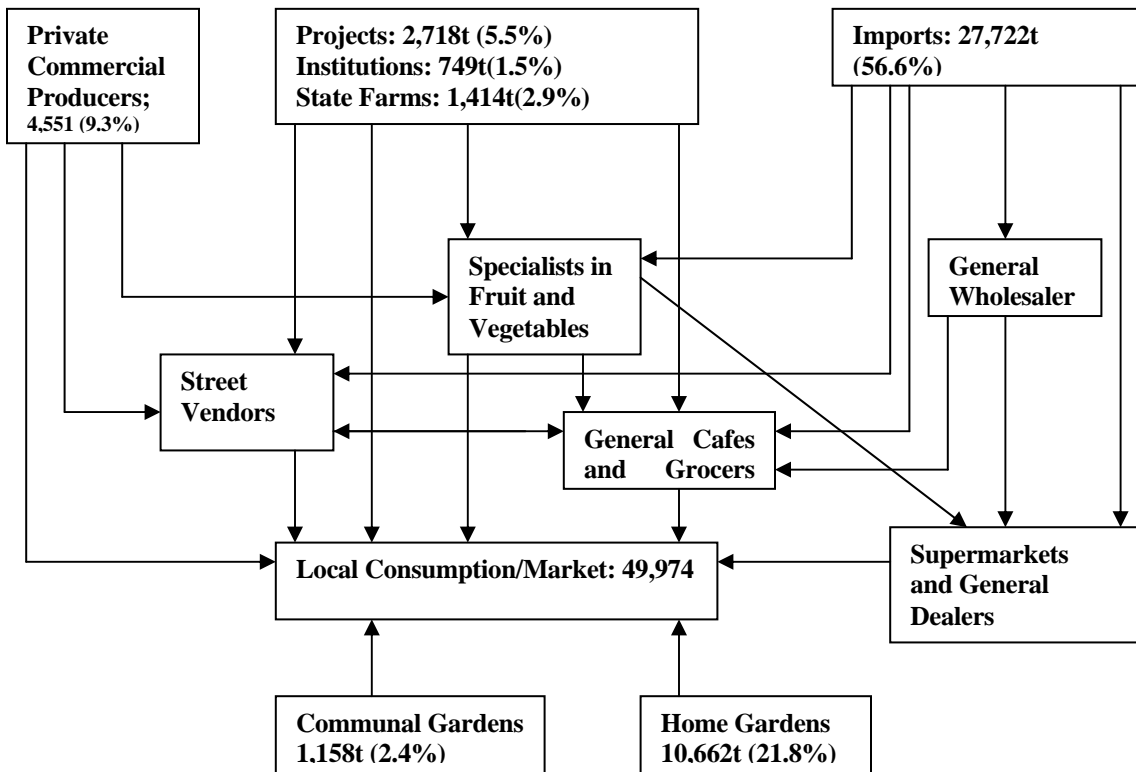 Private
Commercial
Producers;
4,551 (9.3%)
Projects: 2,718t (5.5%)
Institutions: 749t(1.5%)
State Farms: 1,414t(2.9%)
Imports: 27,722t
(56.6%)
Specialists in
Fruit and
Vegetables
General
Wholesaler
Street
Vendors
General Cafes
and Grocers
Local Consumption/Market: 49,974
Supermarkets
and General
Dealers
Communal Gardens
1,158t (2.4%)
Home Gardens
10,662t (21.8%)